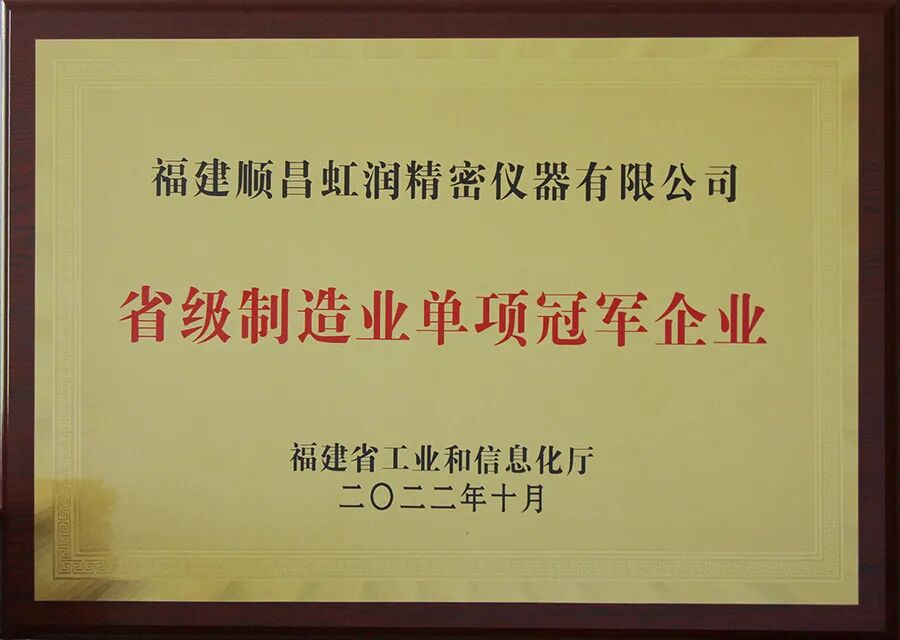 福建顺昌虹润精密仪器有限公司
省级制造业单项冠军企业
福建省工业和信息化厅
二〇二二年十月